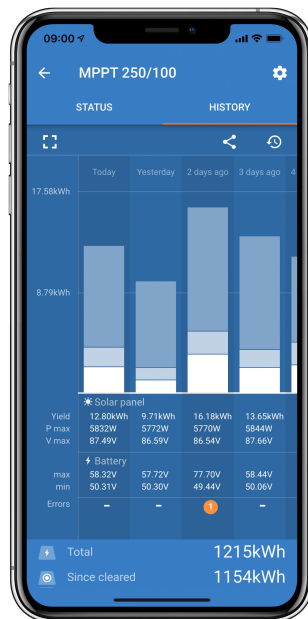 09:00
MPPT 250/100
STATUS HISTORY
Today Yesterday 2 days ago 3 days ago 4
17.58kWh
8.79kWh
Solar panel
Yield 12.80kWh 9.71kWh 16.18kWh 13.65kWh
P max 5832W 5772W 5770W 5844W
V max 87.49V 86.59V 86.54V 87.66V
Battery
max 58.32V 57.72V 77.70V 58.44V
min 50.31V 50.30V 49.44V 50.06V
Errors – – 1 –
Total 1215kWh
Since cleared 1154kWh